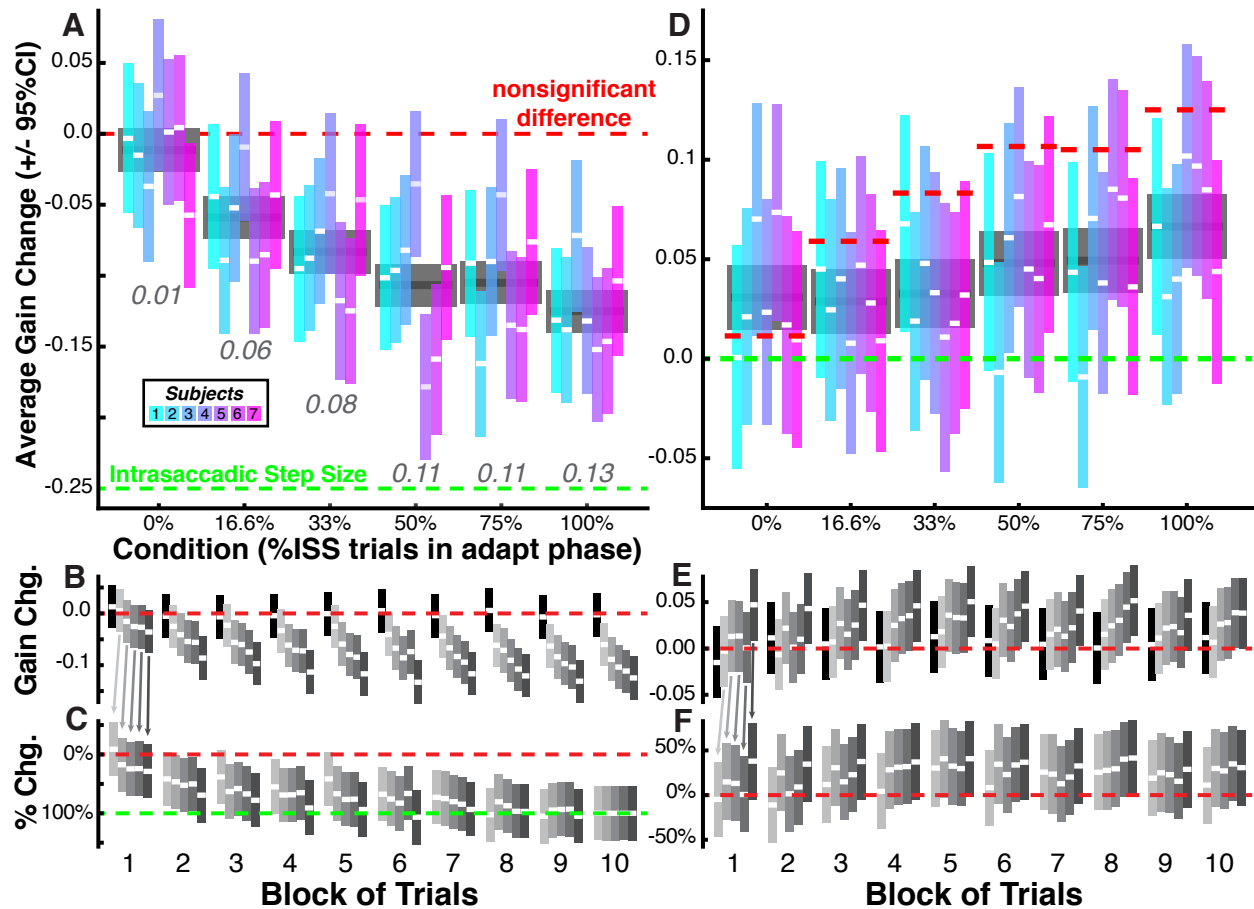 A
Average Gain Change (+/- 95%CI)
0.05
0.0
-0.05
-0.15
-0.25
nonsignificant
difference
0.01
0.06
0.08
0.11
0.11
0.13
Subjects
1 2 3 4 5 6 7
Intrasaccadic Step Size
0% 16.6% 33% 50% 75% 100%
Condition (%ISS trials in adapt phase)
D
0.15
0.1
0.05
0.0
-0.05
0% 16.6% 33% 50% 75% 100%
B
Gain Chg.
0.0
-0.1
C
% Chg.
0%
100%
1 2 3 4 5 6 7 8 9 10
Block of Trials
E
0.05
0.00
-0.05
F
50%
0%
-50%
1 2 3 4 5 6 7 8 9 10
Block of Trials